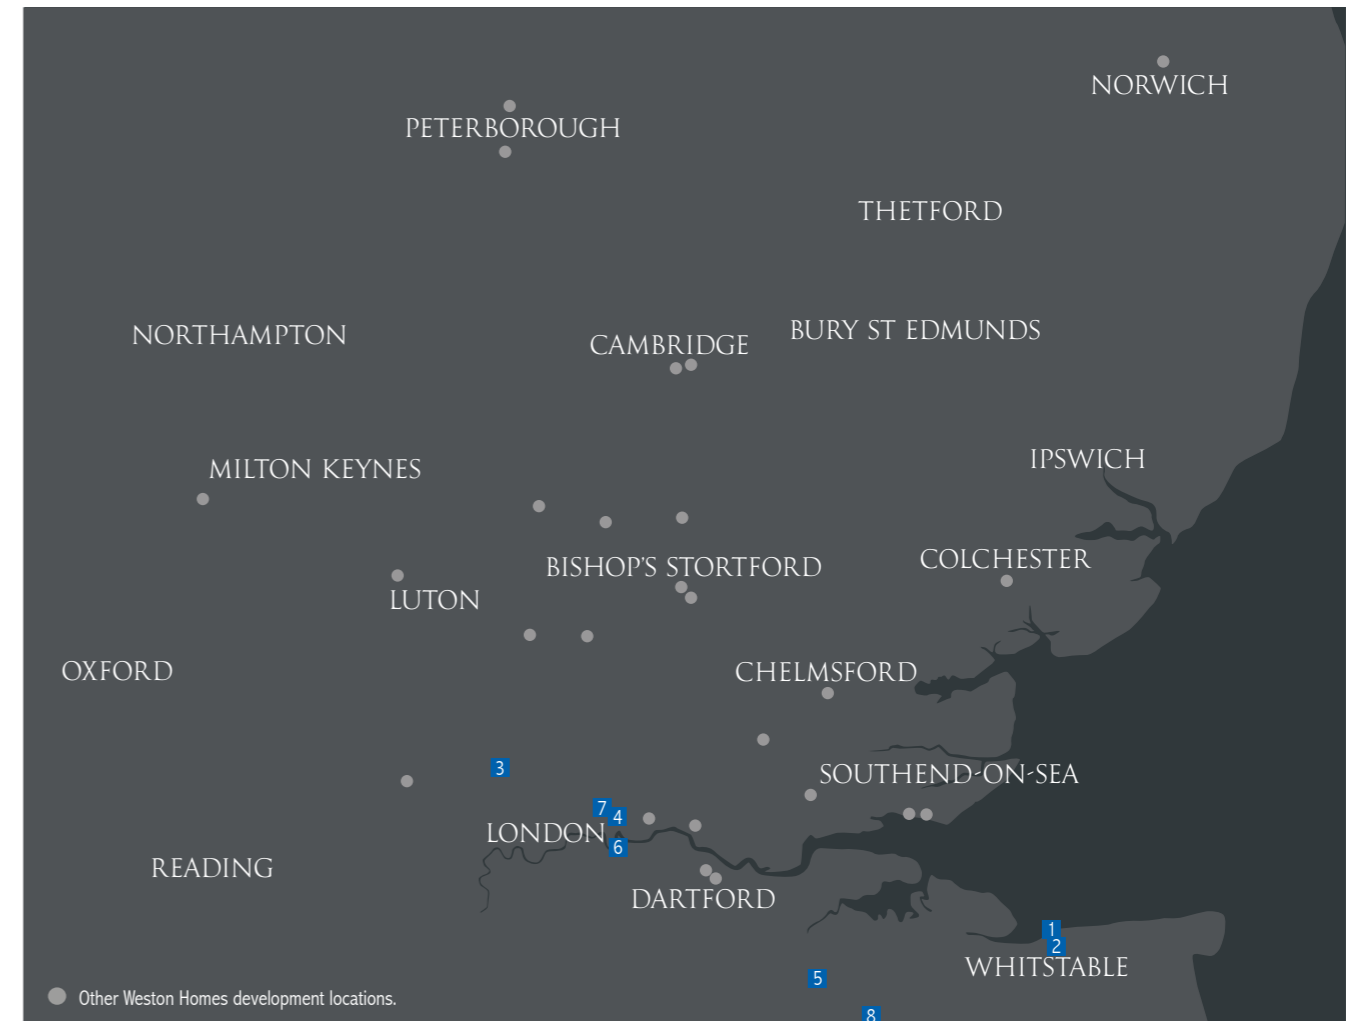 NORWICH
PETERBOROUGH
THETFORD
NORTHAMPTON
CAMBRIDGE
BURY ST EDMUNDS
IPSWICH
MILTON KEYNES
BISHOP'S STORTFORD
COLCHESTER
LUTON
OXFORD
CHELMSFORD
3
SOUTHEND-ON-SEA
7
4
LONDON
6
READING
DARTFORD
1
2
WHITSTABLE
5
Other Weston Homes development locations.
8